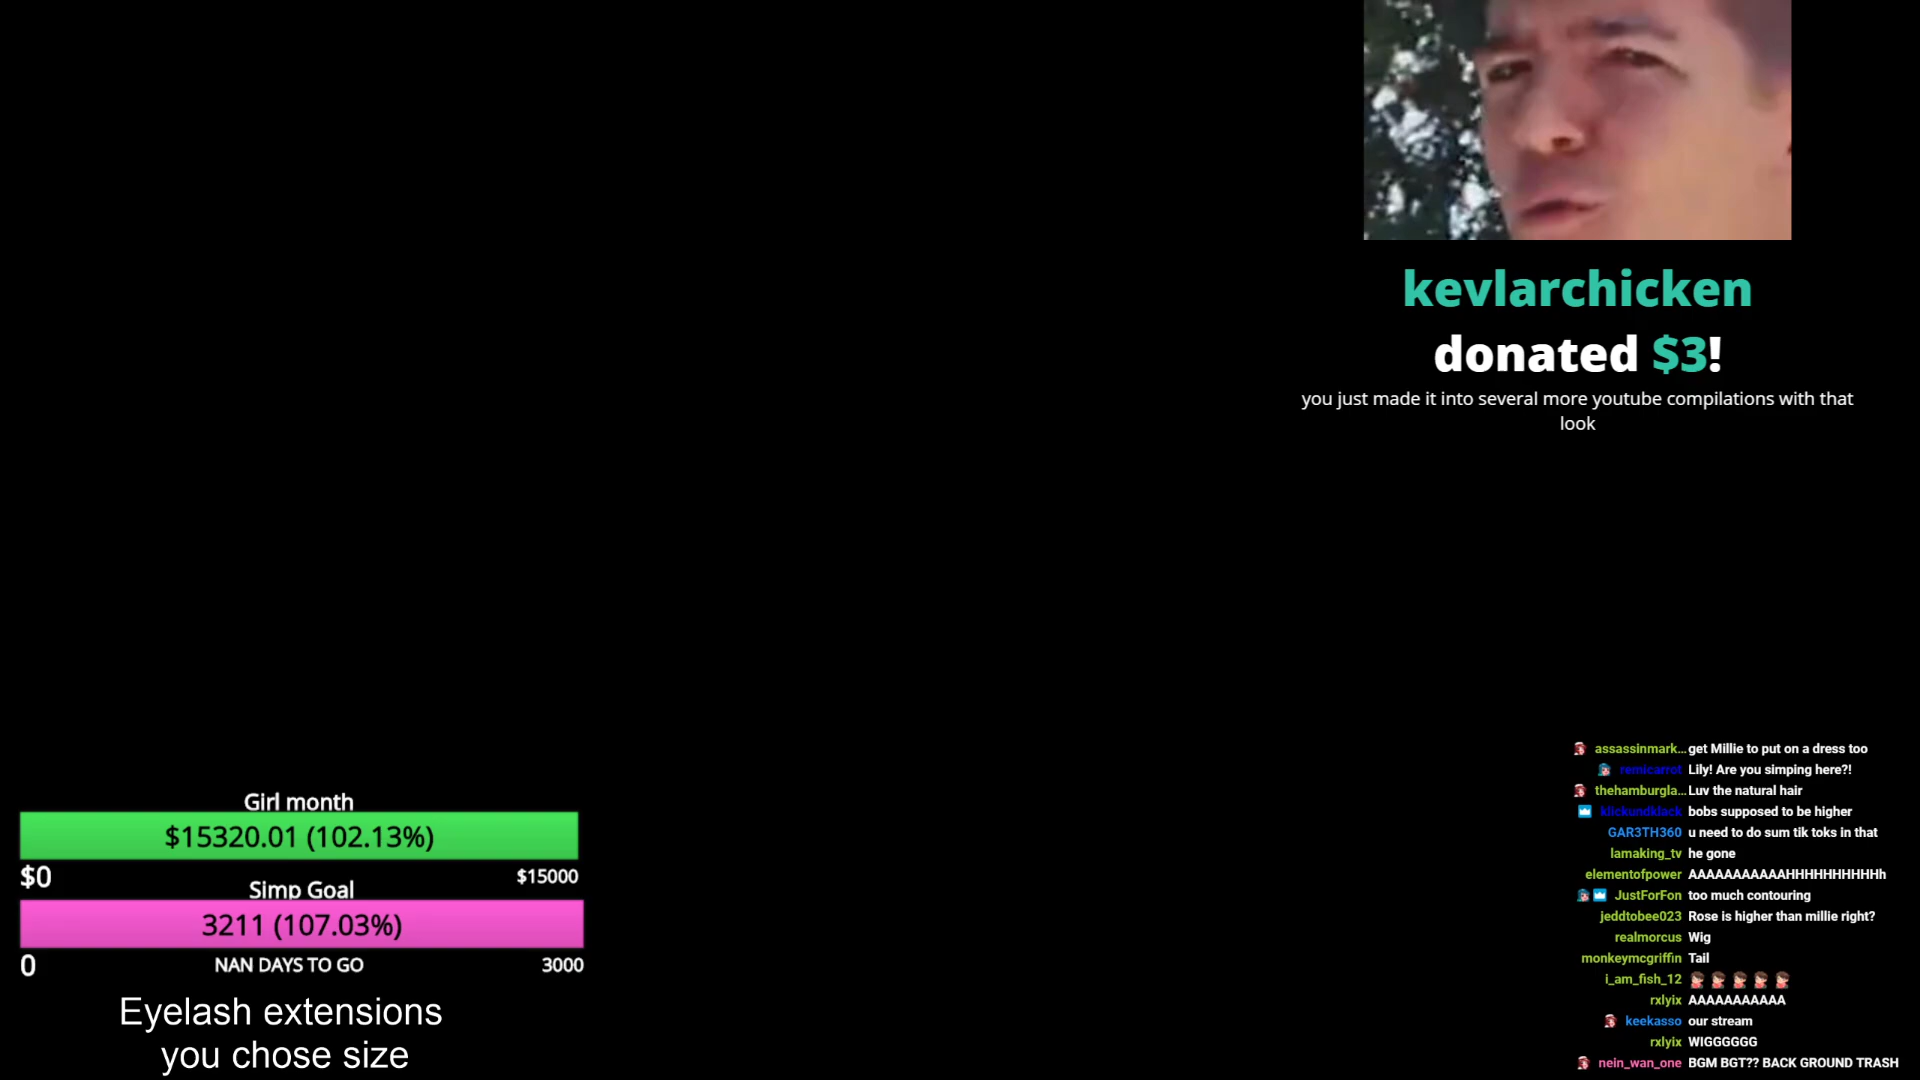 kevlarchicken
donated $3!
you just made it into several more youtube compilations with that
look
Girl month
$15320.01 (102.13%)
$0 $15000
Simp Goal
3211 (107.03%)
0 NAN DAYS TO GO 3000
Eyelash extensions
you chose size
assassinmark... get Millie to put on a dress too
remicarrot Lily! Are you simping here?!
thehamburgla... Luv the natural hair
klickundklack bobs supposed to be higher
GAR3TH360 u need to do sum tik toks in that
lamaking_tv he gone
elementofpower AAAAAAAAAAAHHHHHHHHHHh
JustForFon too much contouring
jeddtobee023 Rose is higher than millie right?
realmorcus Wig
monkeymcgriffin Tail
i_am_fish_12
rxlyix AAAAAAAAAAA
keekasso our stream
rxlyix WIGGGGGG
nein_wan_one BGM BGT?? BACK GROUND TRASH